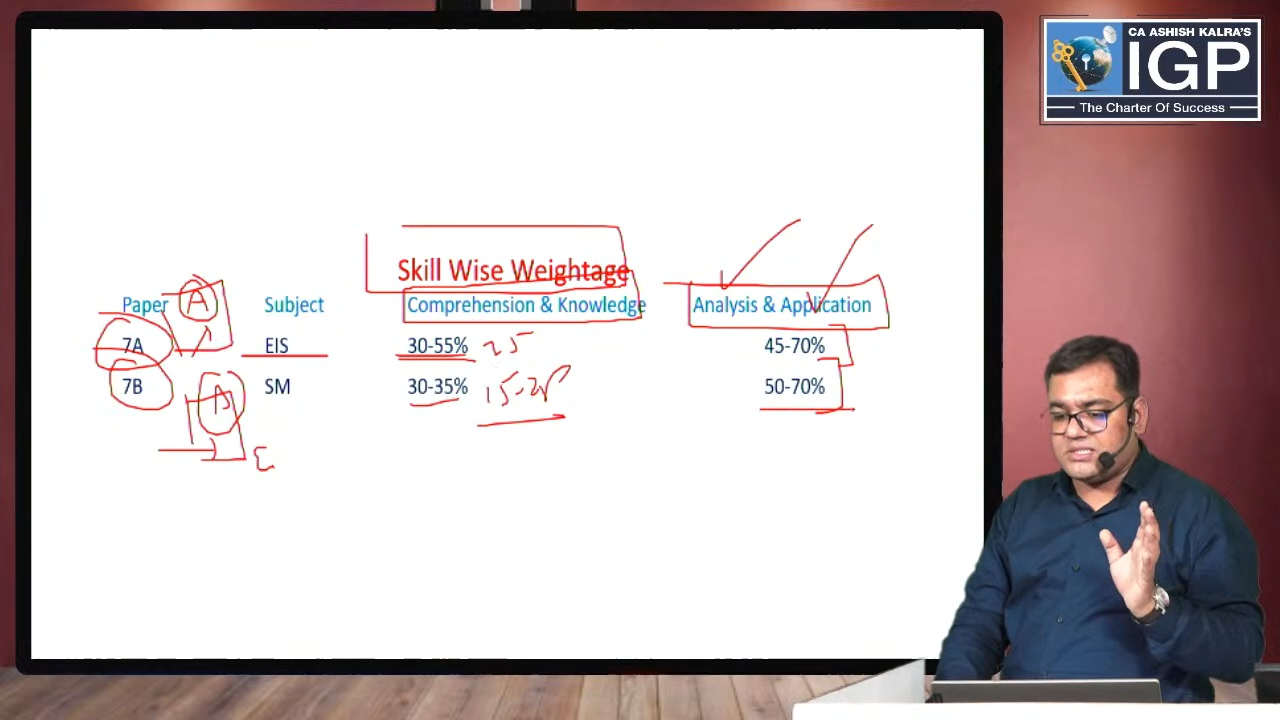 CA ASHISH KALRA'S
IGP
The Charter Of Success
Skill Wise Weightage
Paper A Subject Comprehension & Knowledge Analysis & Application
7A EIS 30-55% 25 45-70%
7B SM 30-35% 50-70%